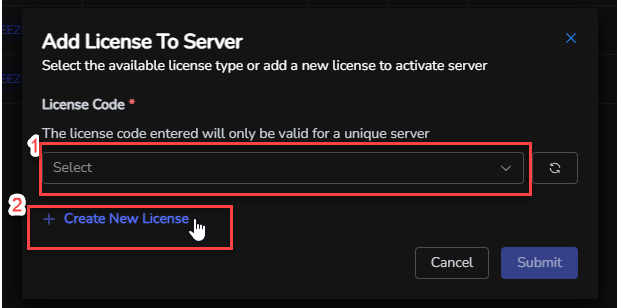 Add License To Server
Select the available license type or add a new license to activate server
License Code *
The license code entered will only be valid for a unique server
1
Select
2
+ Create New License
Cancel Submit